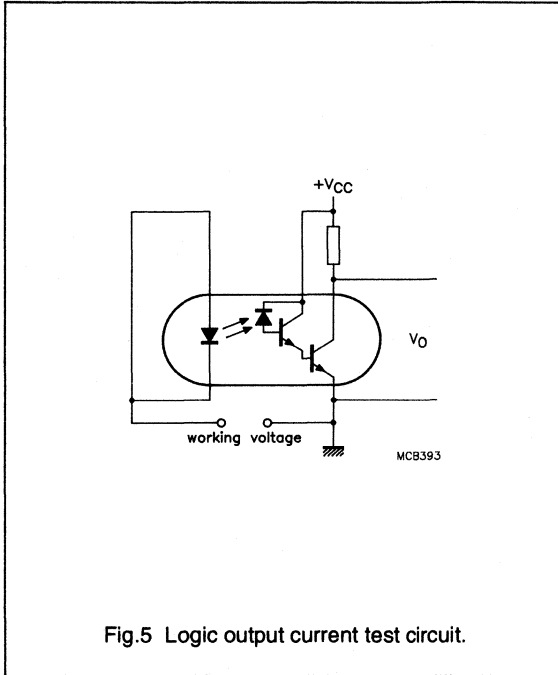 +VCC
VO
working voltage
MCB393
Fig.5 Logic output current test circuit.